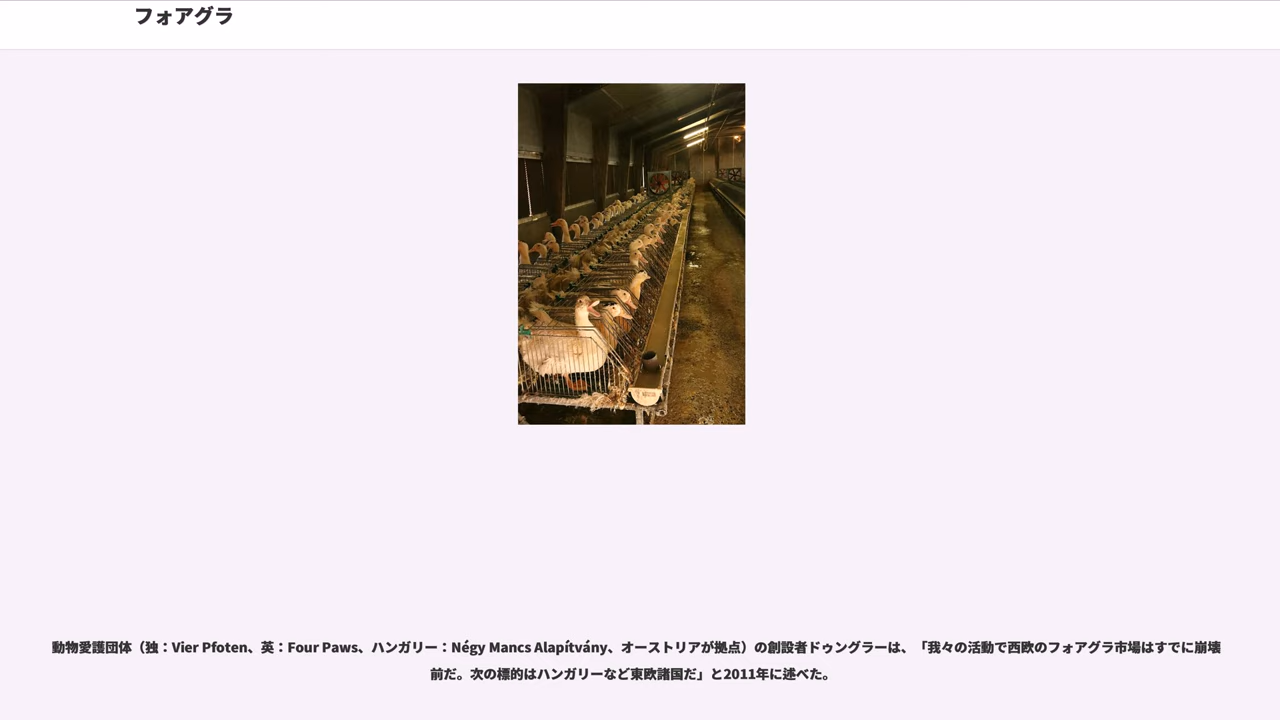 フォアグラ
動物愛護団体（独：Vier Pfoten、英：Four Paws、ハンガリー：Négy Mancs Alapítvány、オーストリアが拠点）の創設者ドゥングラーは、「我々の活動で西欧のフォアグラ市場はすでに崩壊
前だ。次の標的はハンガリーなど東欧諸国だ」と2011年に述べた。